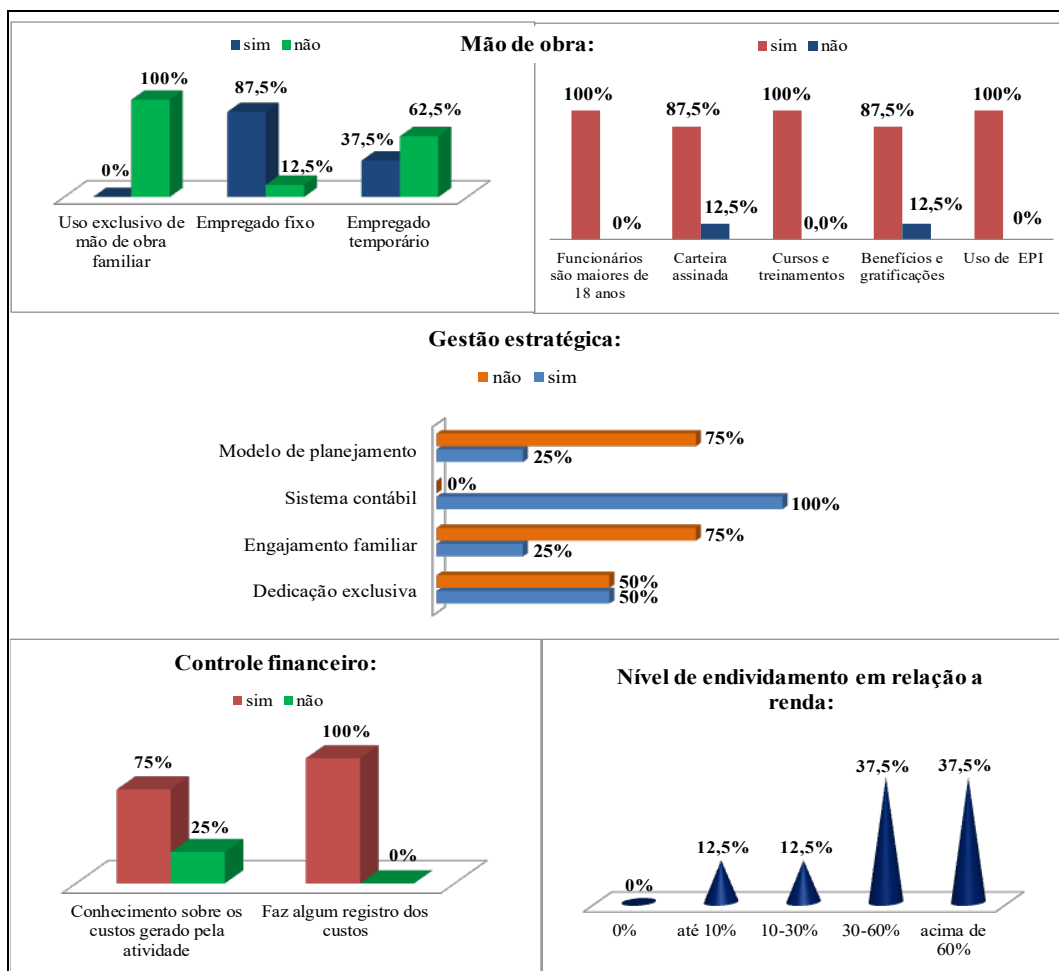 Mão de obra:
sim não
100%
87,5%
62,5%
37,5%
0%
12,5%
Uso exclusivo de
mão de obra
familiar
Empregado fixo
Empregado
temporário
sim não
100% 87,5% 100% 87,5% 100%
0% 12,5% 0,0% 12,5% 0%
Funcionários
são maiores de
18 anos
Carteira
assinada
Cursos e
treinamentos
Benefícios e
gratificações
Uso de EPI
Gestão estratégica:
não sim
Modelo de planejamento
75%
25%
Sistema contábil
0%
100%
Engajamento familiar
75%
25%
Dedicação exclusiva
50%
50%
Controle financeiro:
sim não
75%
25%
100%
0%
Conhecimento sobre os
custos gerado pela
atividade
Faz algum registro dos
custos
Nível de endividamento em relação a
renda:
0% 12,5% 12,5% 37,5% 37,5%
0% até 10% 10-30% 30-60% acima de
60%